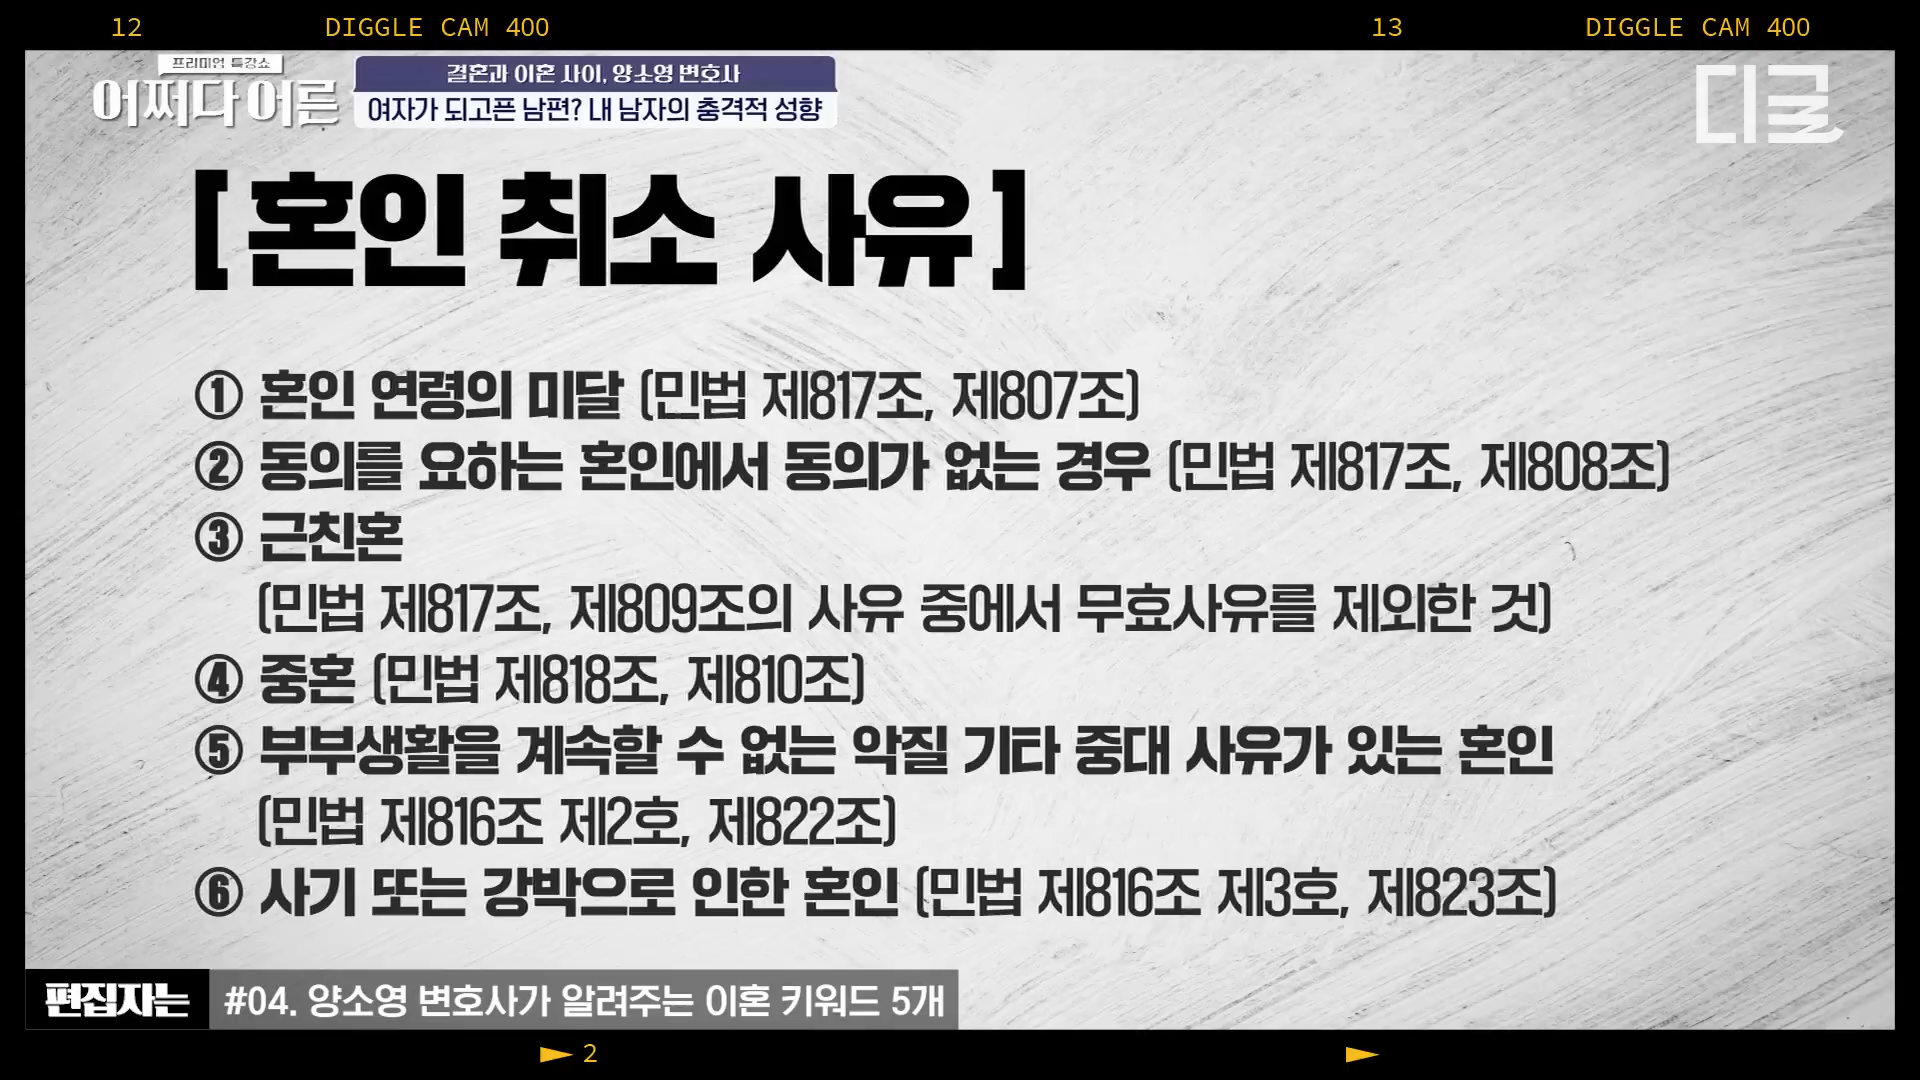 12 DIGGLE CAM 400 13 DIGGLE CAM 400
프리미엄 특강쇼
어쩌다 어른
결혼과 이혼 사이, 양소영 변호사
여자가 되고픈 남편? 내 남자의 충격적 성향
디글
[혼인 취소 사유]
① 혼인 연령의 미달 (민법 제817조, 제807조)
② 동의를 요하는 혼인에서 동의가 없는 경우 (민법 제817조, 제808조)
③ 근친혼
(민법 제817조, 제809조의 사유 중에서 무효사유를 제외한 것)
④ 중혼 (민법 제818조, 제810조)
⑤ 부부생활을 계속할 수 없는 악질 기타 중대 사유가 있는 혼인
(민법 제816조 제2호, 제822조)
⑥ 사기 또는 강박으로 인한 혼인 (민법 제816조 제3호, 제823조)
편집자는 #04. 양소영 변호사가 알려주는 이혼 키워드 5개
2